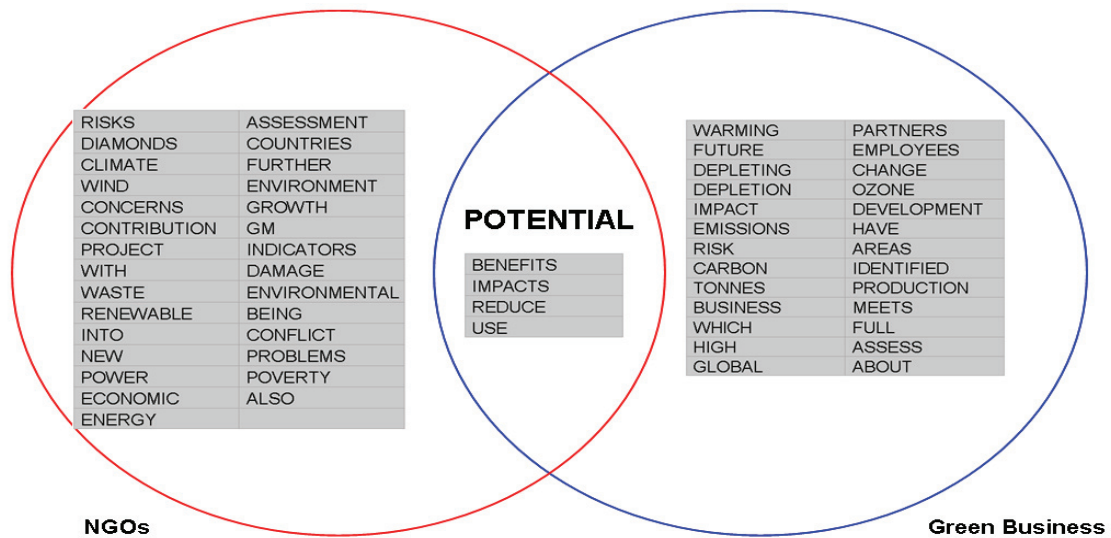 RISKS ASSESSMENT
DIAMONDS COUNTRIES
CLIMATE FURTHER
WIND ENVIRONMENT
CONCERNS GROWTH
CONTRIBUTION GM
PROJECT INDICATORS
WITH DAMAGE
WASTE ENVIRONMENTAL
RENEWABLE BEING
INTO CONFLICT
NEW PROBLEMS
POWER POVERTY
ECONOMIC ALSO
ENERGY
POTENTIAL
BENEFITS
IMPACTS
REDUCE
USE
WARMING PARTNERS
FUTURE EMPLOYEES
DEPLETING CHANGE
DEPLETION OZONE
IMPACT DEVELOPMENT
EMISSIONS HAVE
RISK AREAS
CARBON IDENTIFIED
TONNES PRODUCTION
BUSINESS MEETS
WHICH FULL
HIGH ASSESS
GLOBAL ABOUT
NGOs
Green Business